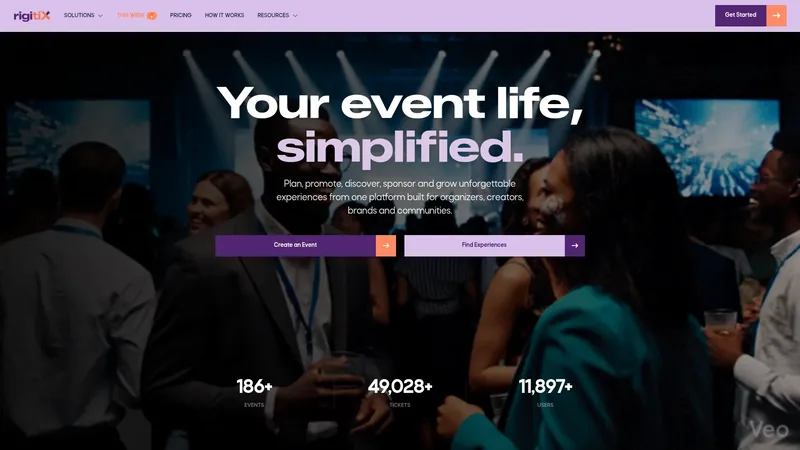 rigitix
SOLUTIONS
THIS WEEK
PRICING
HOW IT WORKS
RESOURCES
Get Started
Your event life,
simplified.
Plan, promote, discover, sponsor and grow unforgettable
experiences from one platform built for organizers, creators,
brands and communities.
Create an Event
Find Experiences
186+
49,028+
11,897+
EVENTS
TICKETS
USERS
Veo